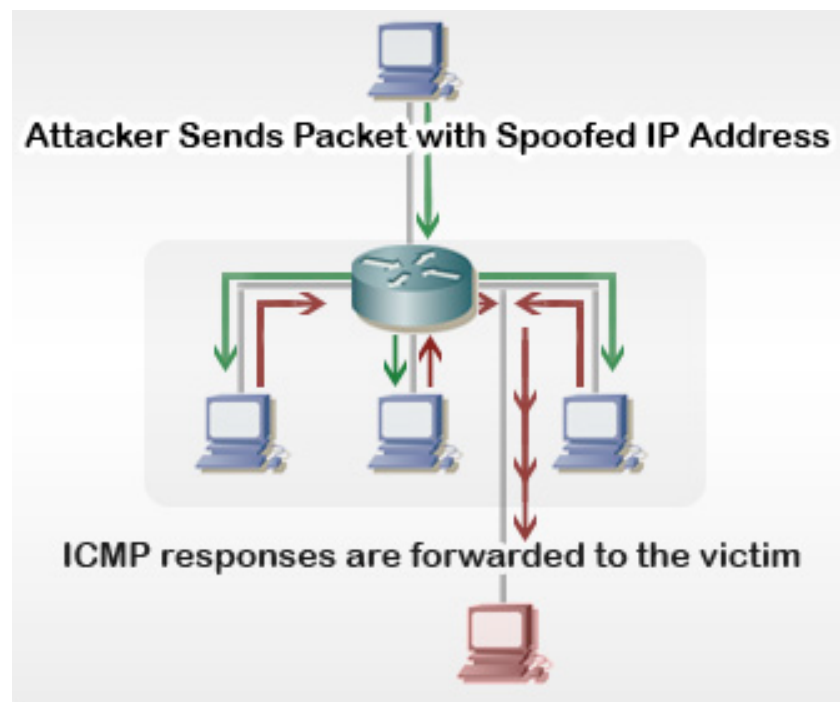 Attacker Sends Packet with Spoofed IP Address
ICMP responses are forwarded to the victim